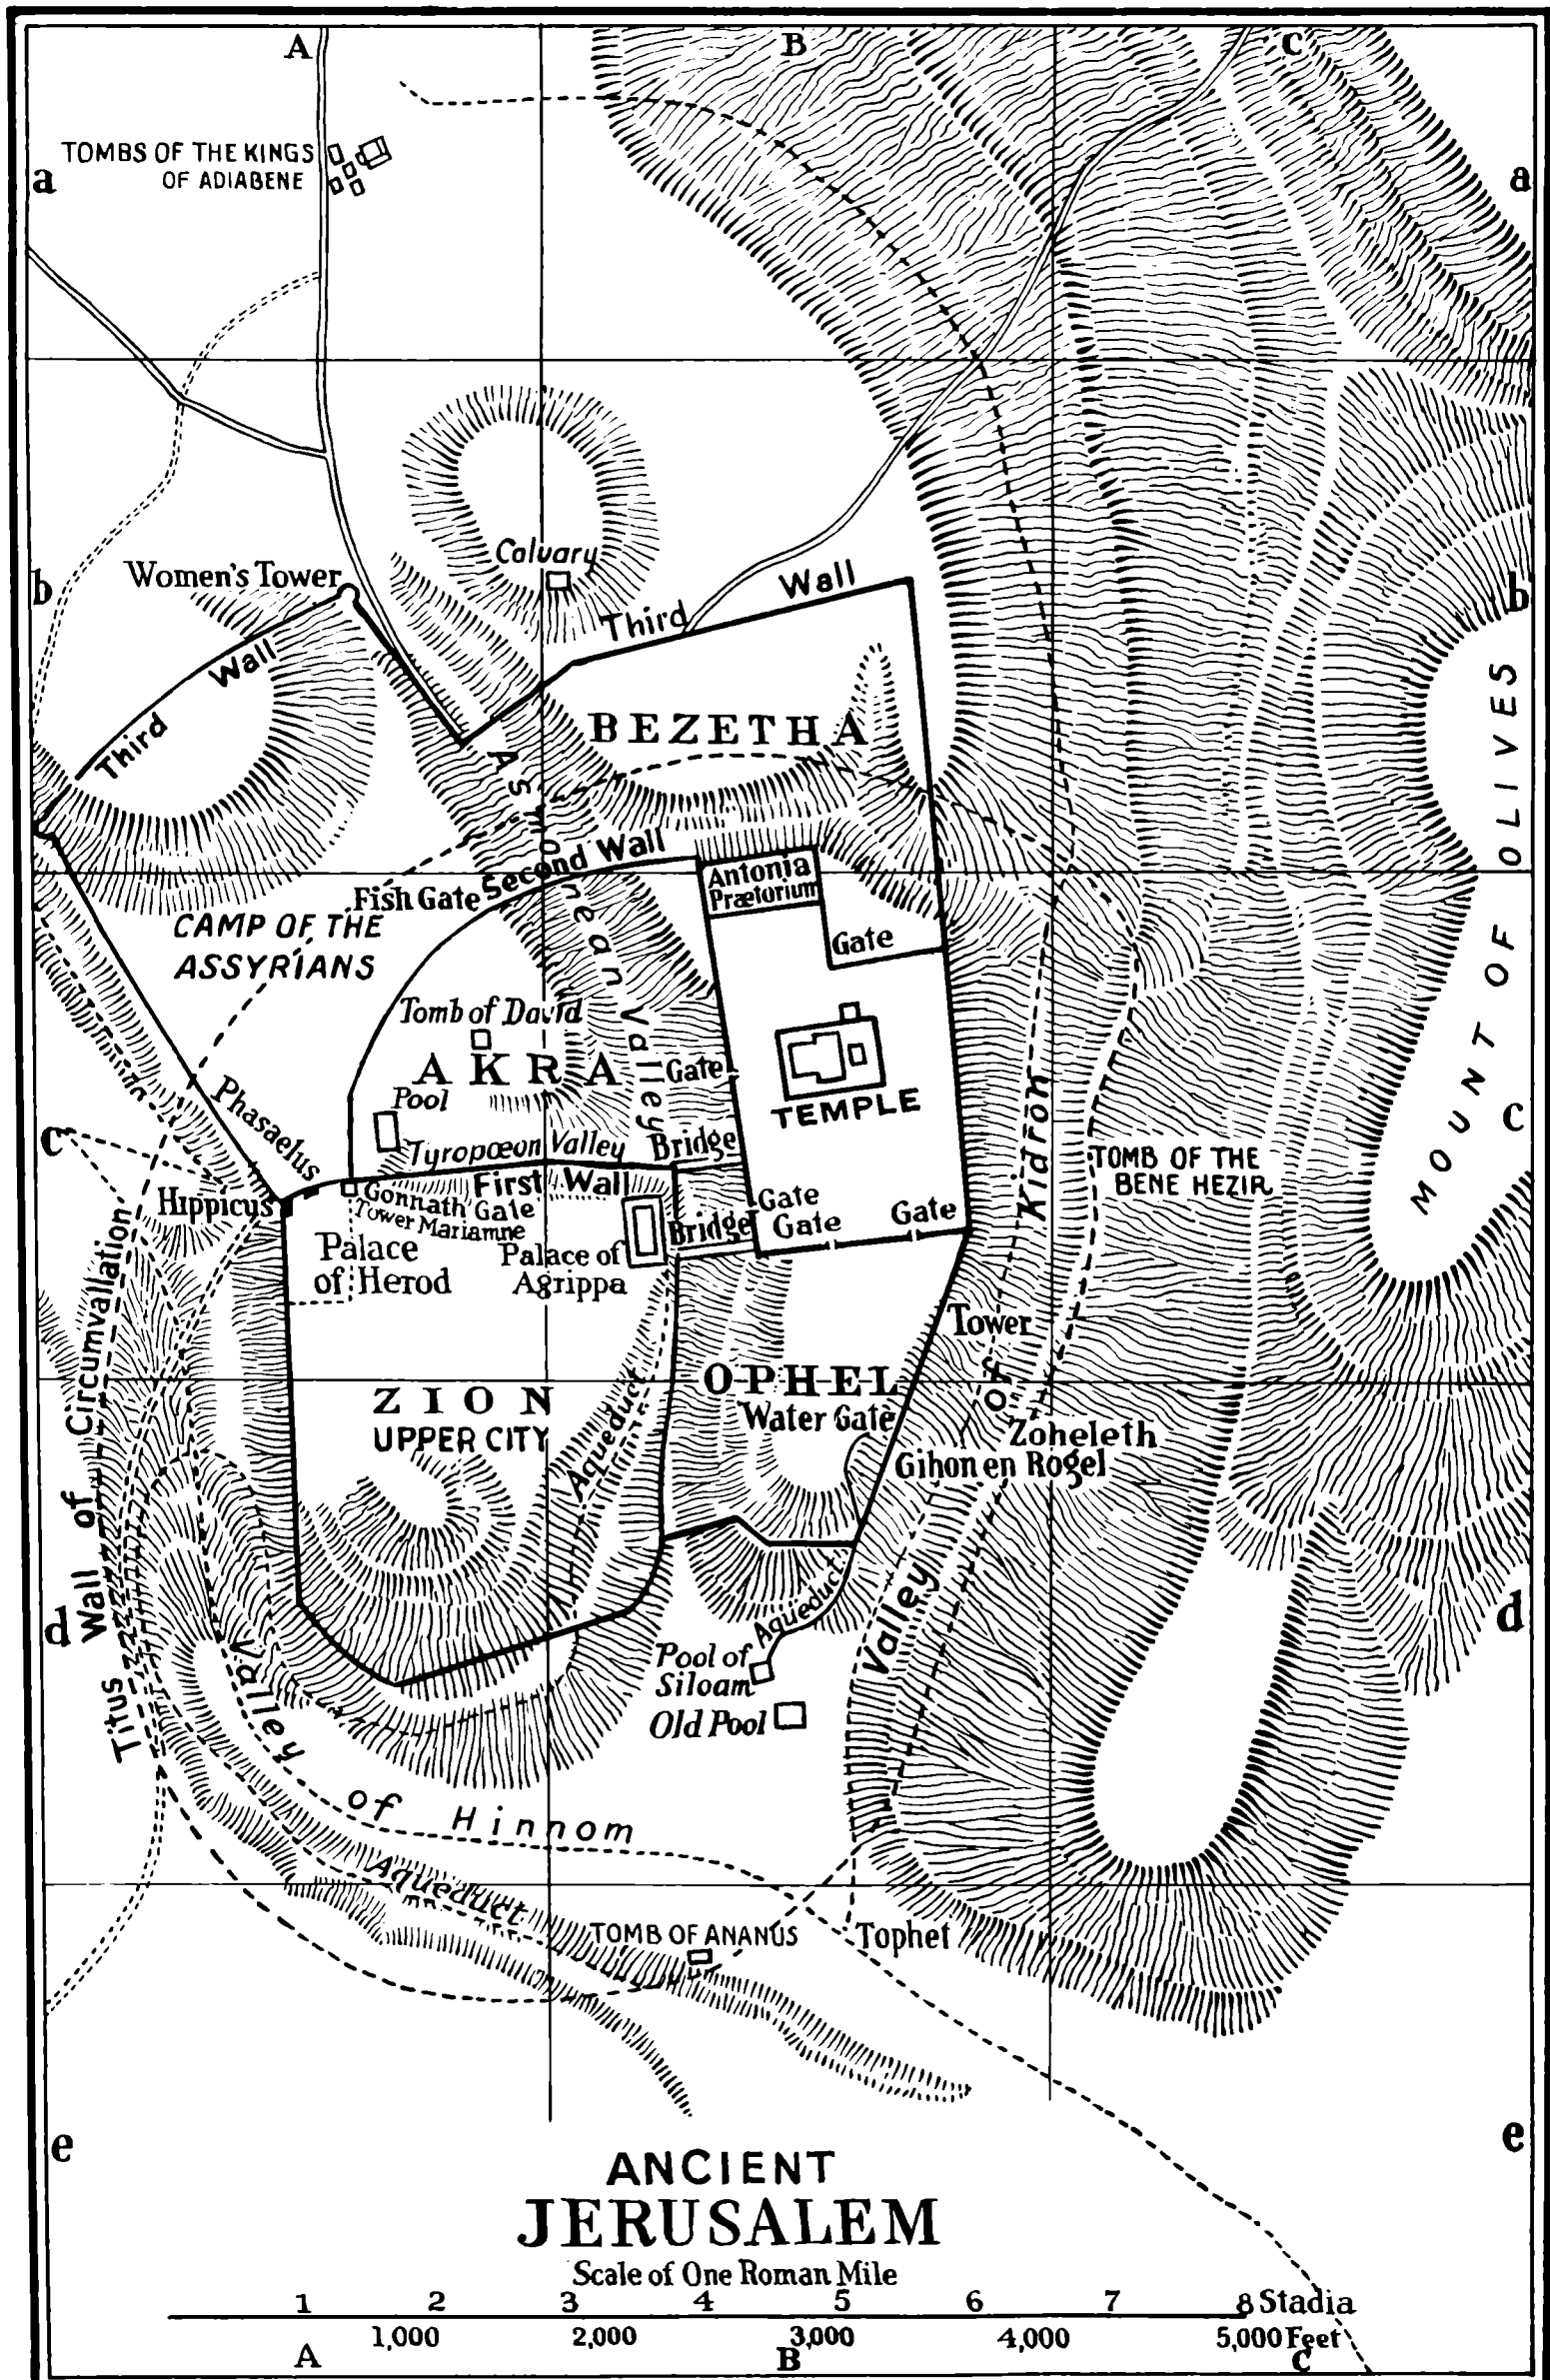 A
B
C
TOMBS OF THE KINGS
OF ADIABENE
a
a
Calvary
Women's Tower
b
b
Third Wall
Third Wall
BEZETHA
Asmonean Valley
MOUNT OF OLIVES
Second Wall
Fish Gate
Antonia
Prætorium
CAMP OF THE
ASSYRIANS
Gate
Tomb of David
AKRA
Gate
Pool
TEMPLE
Phasaelus
Tyropœon Valley
Bridge
c
c
TOMB OF THE
BENE HEZIR
Hippicus
First Wall
Gonnath Gate
Tower Mariamne
Gate
Gate
Gate
Bridge
Palace
of Herod
Palace of
Agrippa
Tower
Valley of Kidron
Titus Wall of Circumvallation
ZION
UPPER CITY
Aqueduct
OPHEL
Water Gate
Zoheleth
Gihon en Rogel
d
d
Aqueduct
Pool of
Siloam
Old Pool
Valley of Hinnom
Aqueduct
TOMB OF ANANUS
Tophet
e
e
ANCIENT
JERUSALEM
Scale of One Roman Mile
1 2 3 4 5 6 7 8 Stadia
1,000 2,000 3,000 4,000 5,000 Feet
A
B
C